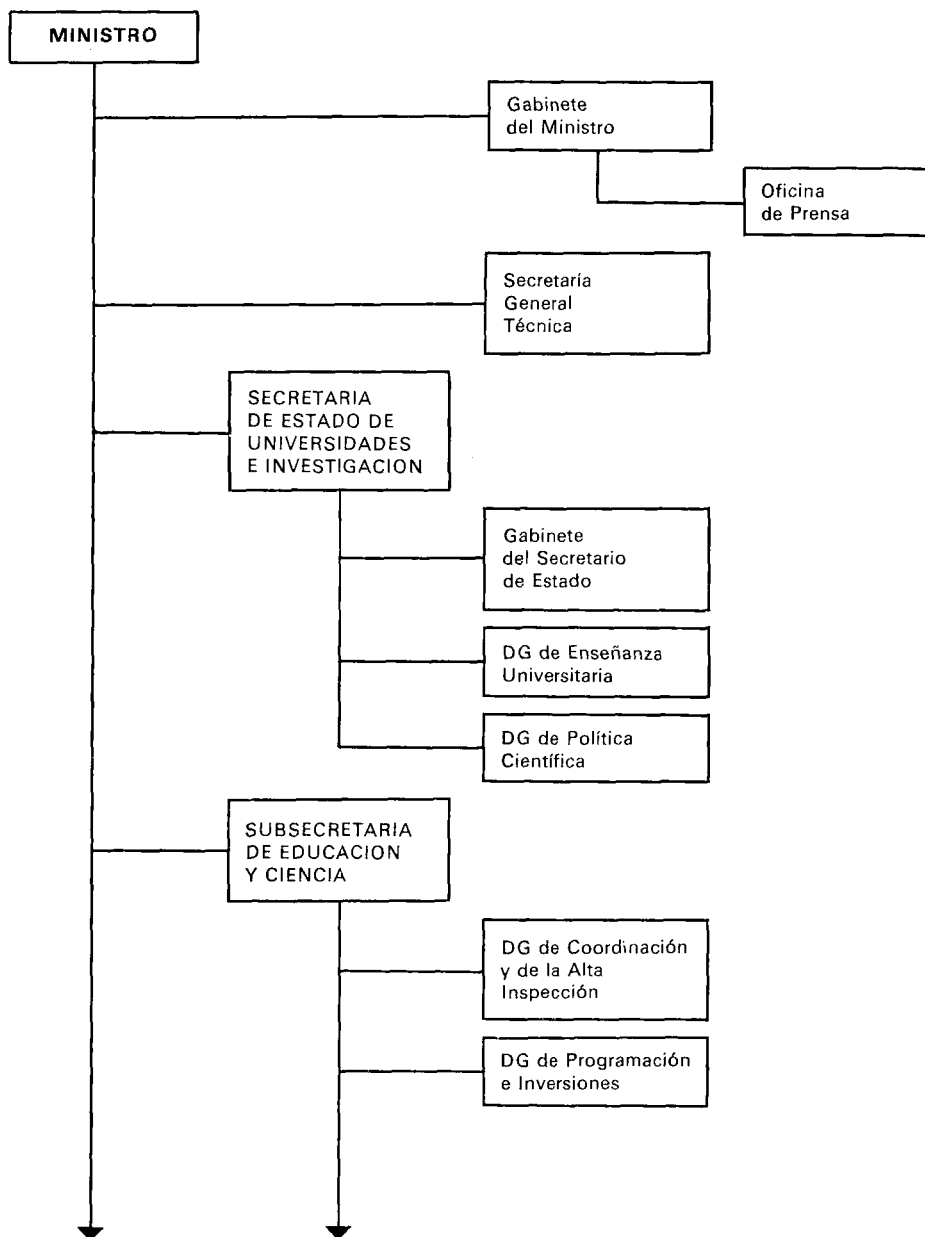 MINISTRO
Gabinete
del Ministro
Oficina
de Prensa
Secretaría
General
Técnica
SECRETARIA
DE ESTADO DE
UNIVERSIDADES
E INVESTIGACION
Gabinete
del Secretario
de Estado
DG de Enseñanza
Universitaria
DG de Política
Científica
SUBSECRETARIA
DE EDUCACION
Y CIENCIA
DG de Coordinación
y de la Alta
Inspección
DG de Programación
e Inversiones